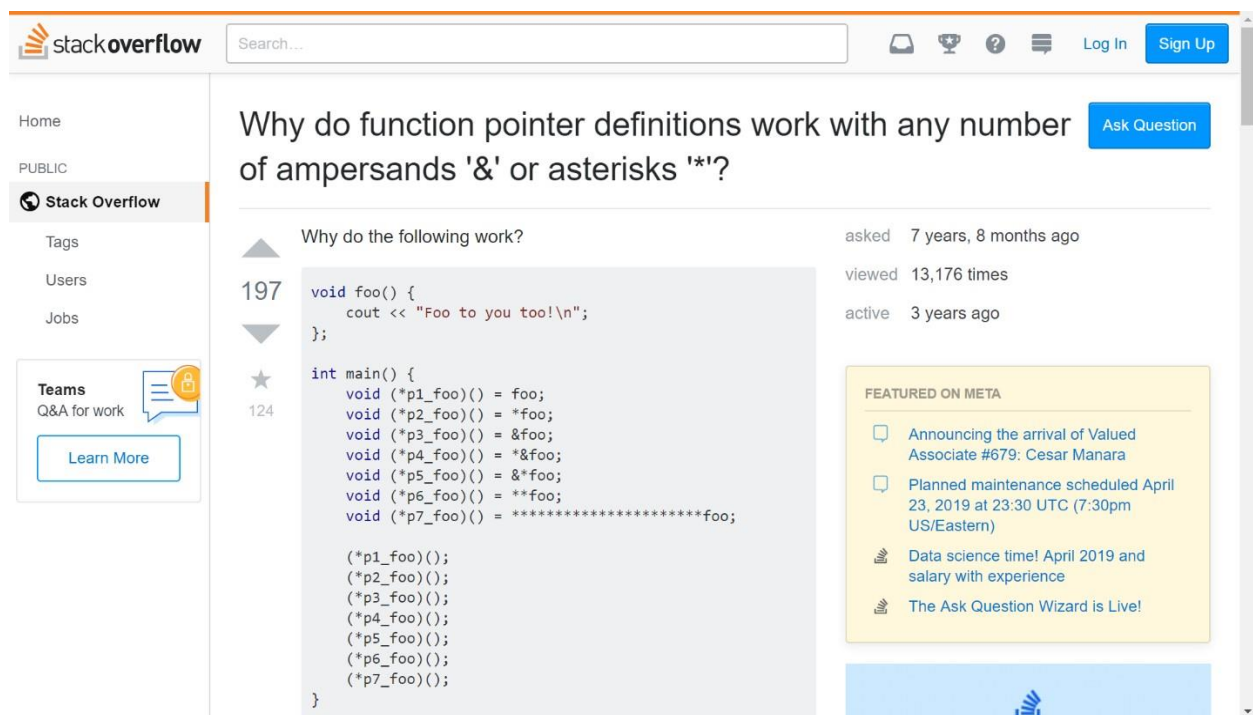 stackoverflow
Search...
Log In
Sign Up
Home
PUBLIC
Stack Overflow
Tags
Users
Jobs
Teams
Q&A for work
Learn More
Why do function pointer definitions work with any number
of ampersands '&' or asterisks '*'?
Ask Question
197
124
Why do the following work?
void foo() {
    cout << "Foo to you too!\n";
};
int main() {
    void (*p1_foo)() = foo;
    void (*p2_foo)() = *foo;
    void (*p3_foo)() = &foo;
    void (*p4_foo)() = *&foo;
    void (*p5_foo)() = &*foo;
    void (*p6_foo)() = **foo;
    void (*p7_foo)() = **********************foo;
    (*p1_foo)();
    (*p2_foo)();
    (*p3_foo)();
    (*p4_foo)();
    (*p5_foo)();
    (*p6_foo)();
    (*p7_foo)();
}
asked 7 years, 8 months ago
viewed 13,176 times
active 3 years ago
FEATURED ON META
Announcing the arrival of Valued
Associate #679: Cesar Manara
Planned maintenance scheduled April
23, 2019 at 23:30 UTC (7:30pm
US/Eastern)
Data science time! April 2019 and
salary with experience
The Ask Question Wizard is Live!